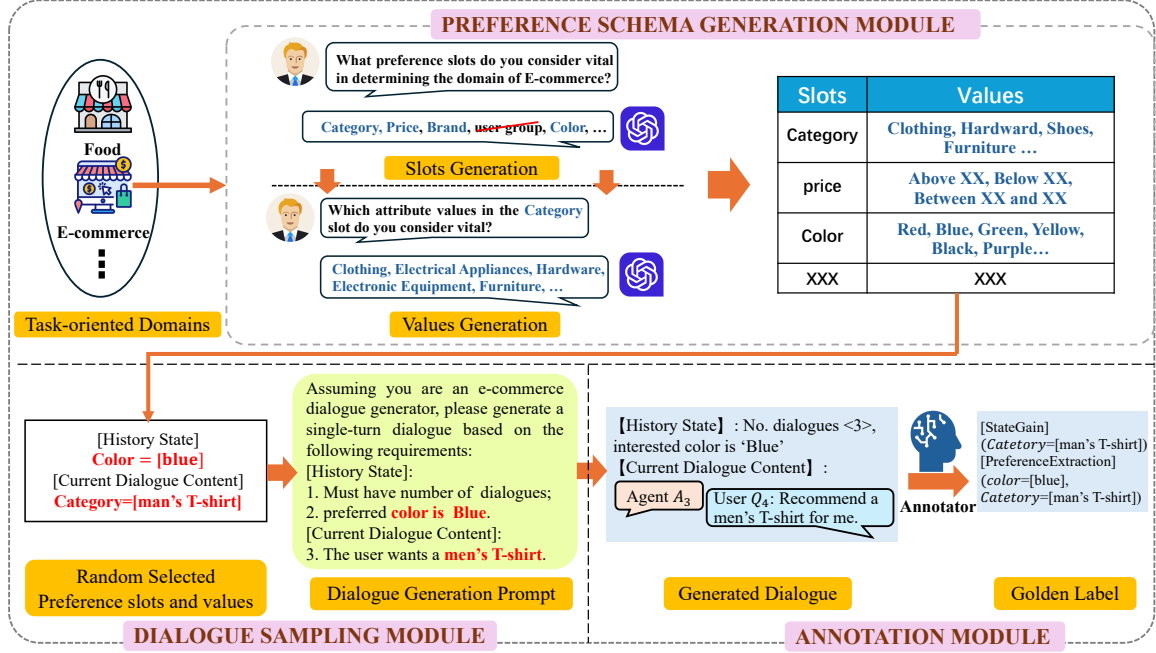 PREFERENCE SCHEMA GENERATION MODULE
Food
E-commerce
Task-oriented Domains
What preference slots do you consider vital
in determining the domain of E-commerce?
Category, Price, Brand, user group, Color, …
Slots Generation
Which attribute values in the Category
slot do you consider vital?
Clothing, Electrical Appliances, Hardware,
Electronic Equipment, Furniture, …
Values Generation
Slots Values
Category Clothing, Hardward, Shoes,
Furniture …
price Above XX, Below XX,
Between XX and XX
Color Red, Blue, Green, Yellow,
Black, Purple…
XXX XXX
[History State]
Color = [blue]
[Current Dialogue Content]
Category=[man's T-shirt]
Random Selected
Preference slots and values
Assuming you are an e-commerce
dialogue generator, please generate a
single-turn dialogue based on the
following requirements:
[History State]:
1. Must have number of dialogues;
2. preferred color is Blue.
[Current Dialogue Content]:
3. The user wants a men's T-shirt.
Dialogue Generation Prompt
DIALOGUE SAMPLING MODULE
【History State】: No. dialogues <3>,
interested color is 'Blue'
【Current Dialogue Content】:
Agent A₃
User Q₄: Recommend a
men's T-shirt for me.
Generated Dialogue
Annotator
[StateGain]
(Catetory=[man's T-shirt])
[PreferenceExtraction]
(color=[blue],
Catetory=[man's T-shirt])
Golden Label
ANNOTATION MODULE